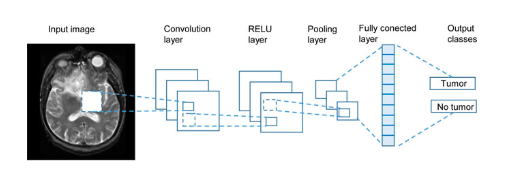 Input image
Convolution
layer
RELU
layer
Pooling
layer
Fully conected
layer
Output
classes
Tumor
No tumor